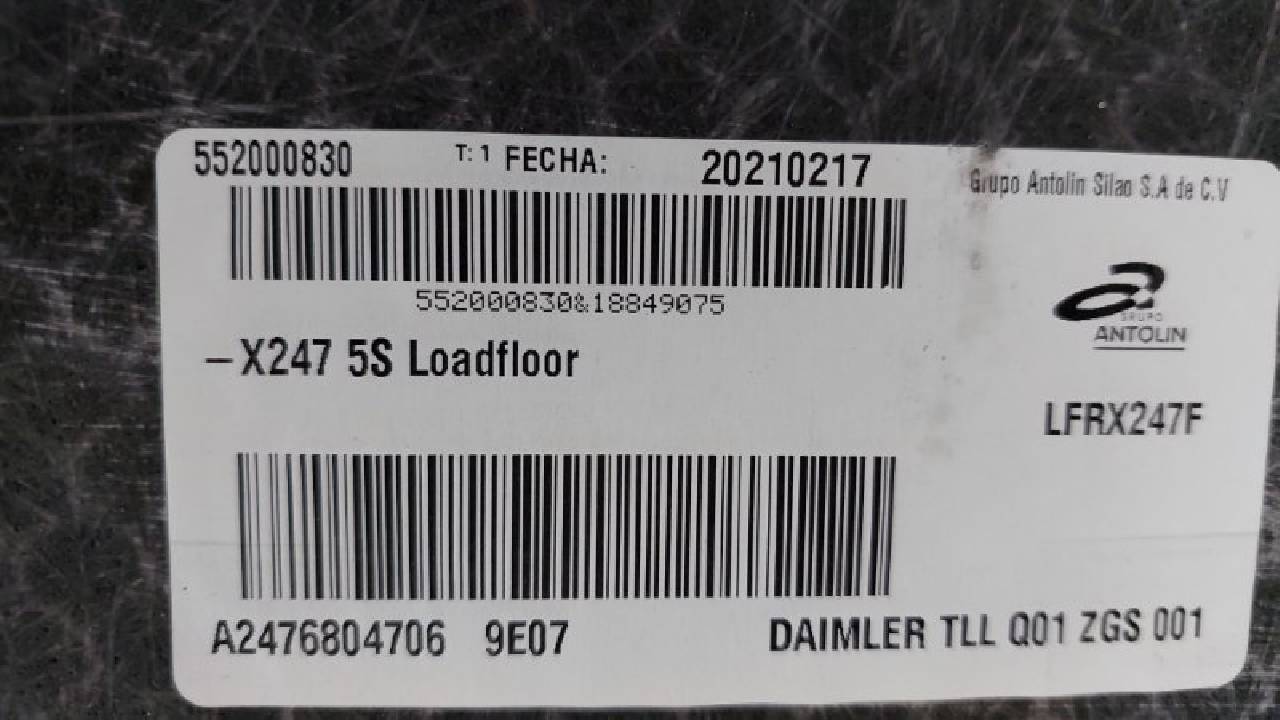 552000830 T: 1 FECHA: 20210217
Grupo Antolin Silao S.A de C.V
552000830&18849075
GRUPO
ANTOLIN
-X247 5S Loadfloor
LFRX247F
A2476804706 9E07 DAIMLER TLL Q01 ZGS 001